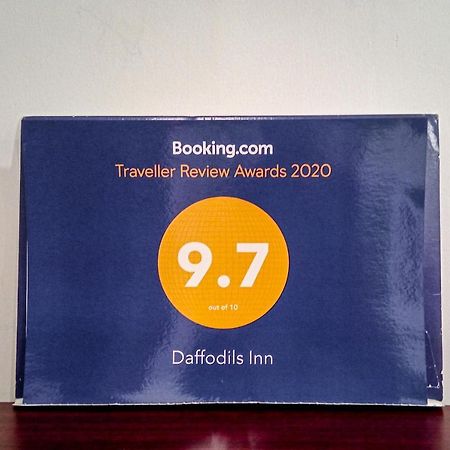 Booking.com
Traveller Review Awards 2020
9.7
out of 10
Daffodils Inn